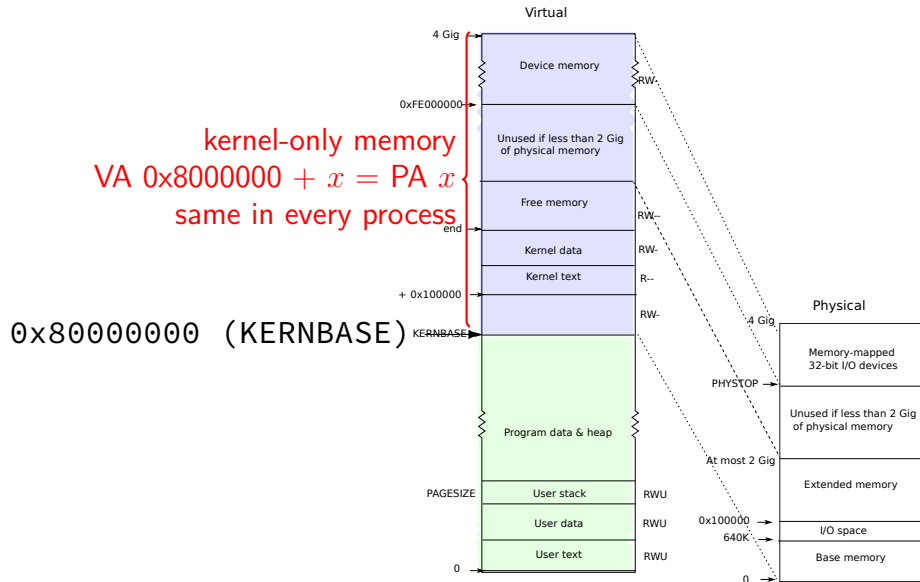 Virtual
4 Gig
Device memory
RW-
0xFE000000
kernel-only memory
VA 0x8000000 + x = PA x
same in every process
Unused if less than 2 Gig
of physical memory
Free memory
RW--
end
Kernel data
RW-
Kernel text
R--
+ 0x100000
RW-
0x80000000 (KERNBASE)
KERNBASE
Program data & heap
PAGESIZE
User stack
RWU
User data
RWU
User text
RWU
0
Physical
4 Gig
Memory-mapped
32-bit I/O devices
PHYSTOP
Unused if less than 2 Gig
of physical memory
At most 2 Gig
Extended memory
0x100000
I/O space
640K
Base memory
0